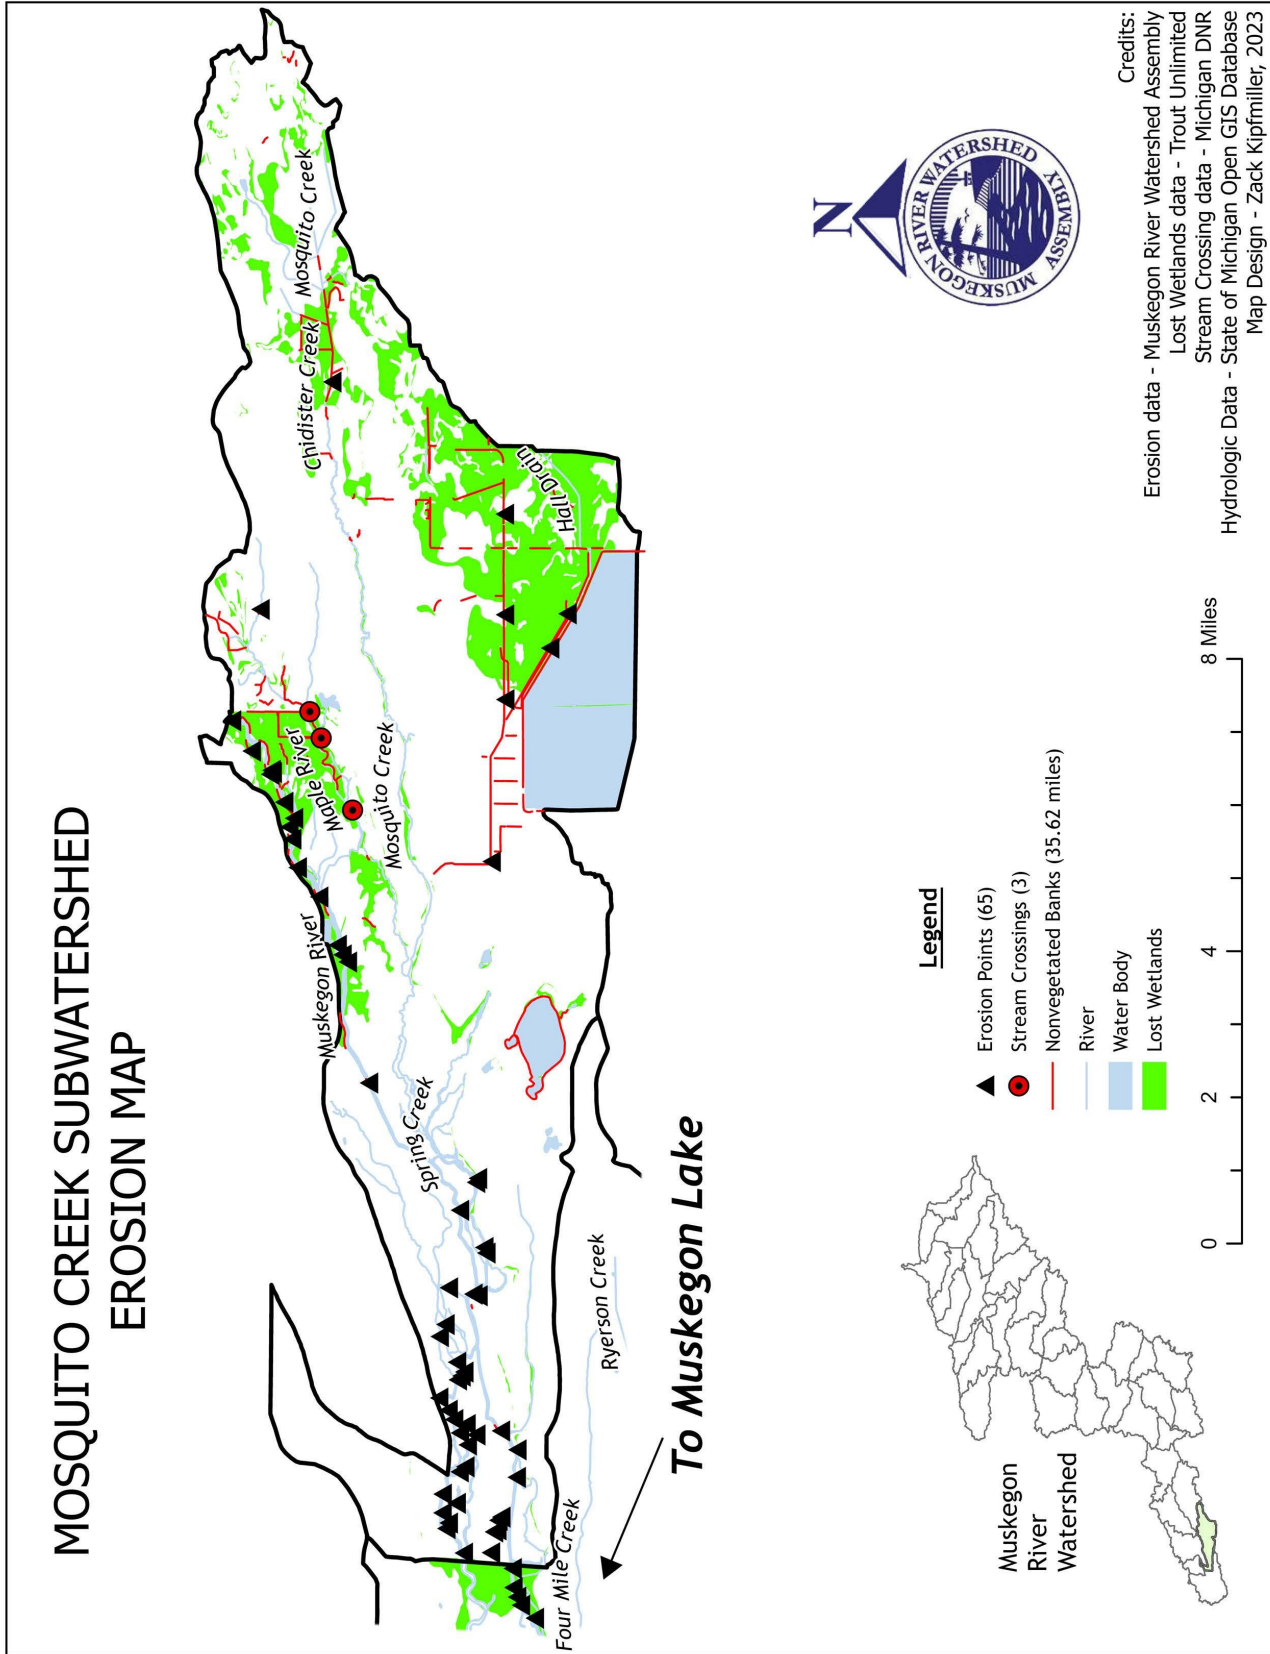 MOSQUITO CREEK SUBWATERSHED
EROSION MAP
Mosquito Creek
Chidister Creek
Hall Drain
Maple River
Mosquito Creek
Muskegon River
Spring Creek
Ryerson Creek
Four Mile Creek
To Muskegon Lake
N
MUSKEGON RIVER WATERSHED
ASSEMBLY
Muskegon
River
Watershed
Legend
Erosion Points (65)
Stream Crossings (3)
Nonvegetated Banks (35.62 miles)
River
Water Body
Lost Wetlands
0 2 4 8 Miles
Credits:
Erosion data - Muskegon River Watershed Assembly
Lost Wetlands data - Trout Unlimited
Stream Crossing data - Michigan DNR
Hydrologic Data - State of Michigan Open GIS Database
Map Design - Zack Kipfmiller, 2023